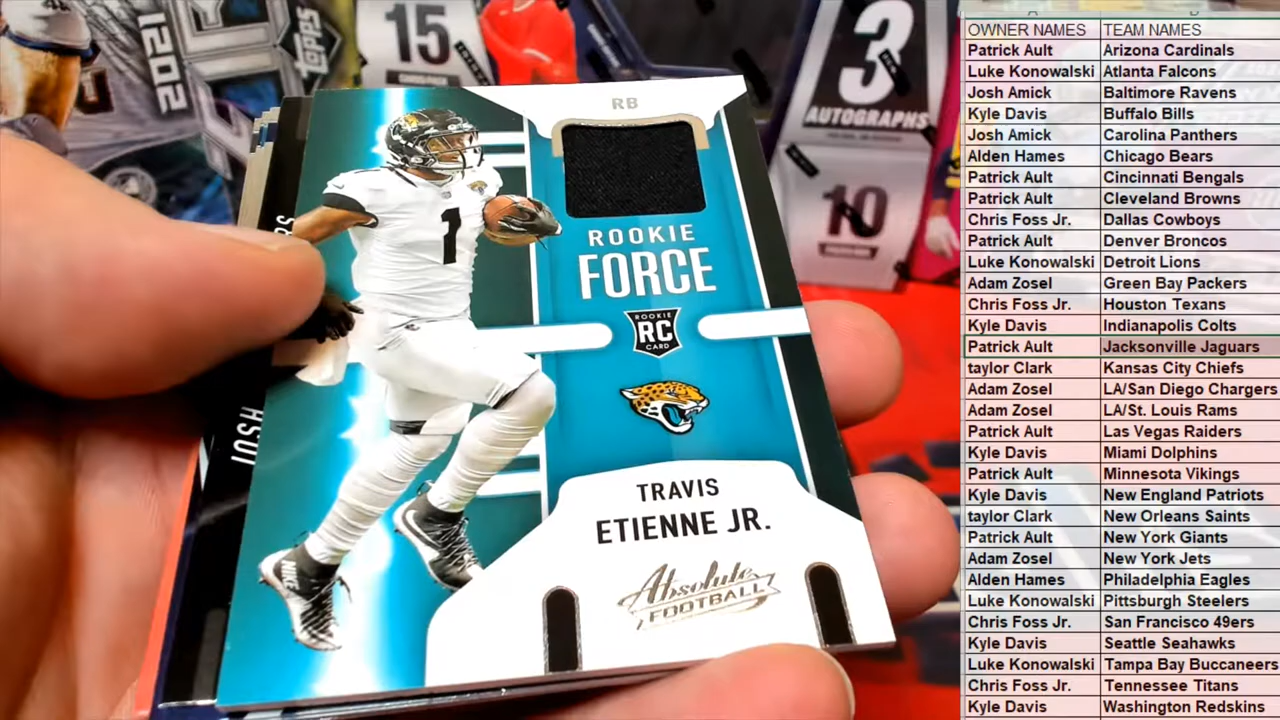 2021
TOPPS
15
3
AUTOGRAPHS
10
RB
1
ROOKIE
FORCE
ROOKIE
RC
CARD
TRAVIS
ETIENNE JR.
Absolute
FOOTBALL
NIKE
JOSH
OWNER NAMES TEAM NAMES
Patrick Ault Arizona Cardinals
Luke Konowalski Atlanta Falcons
Josh Amick Baltimore Ravens
Kyle Davis Buffalo Bills
Josh Amick Carolina Panthers
Alden Hames Chicago Bears
Patrick Ault Cincinnati Bengals
Patrick Ault Cleveland Browns
Chris Foss Jr. Dallas Cowboys
Patrick Ault Denver Broncos
Luke Konowalski Detroit Lions
Adam Zosel Green Bay Packers
Chris Foss Jr. Houston Texans
Kyle Davis Indianapolis Colts
Patrick Ault Jacksonville Jaguars
taylor Clark Kansas City Chiefs
Adam Zosel LA/San Diego Chargers
Adam Zosel LA/St. Louis Rams
Patrick Ault Las Vegas Raiders
Kyle Davis Miami Dolphins
Patrick Ault Minnesota Vikings
Kyle Davis New England Patriots
taylor Clark New Orleans Saints
Patrick Ault New York Giants
Adam Zosel New York Jets
Alden Hames Philadelphia Eagles
Luke Konowalski Pittsburgh Steelers
Chris Foss Jr. San Francisco 49ers
Kyle Davis Seattle Seahawks
Luke Konowalski Tampa Bay Buccaneers
Chris Foss Jr. Tennessee Titans
Kyle Davis Washington Redskins